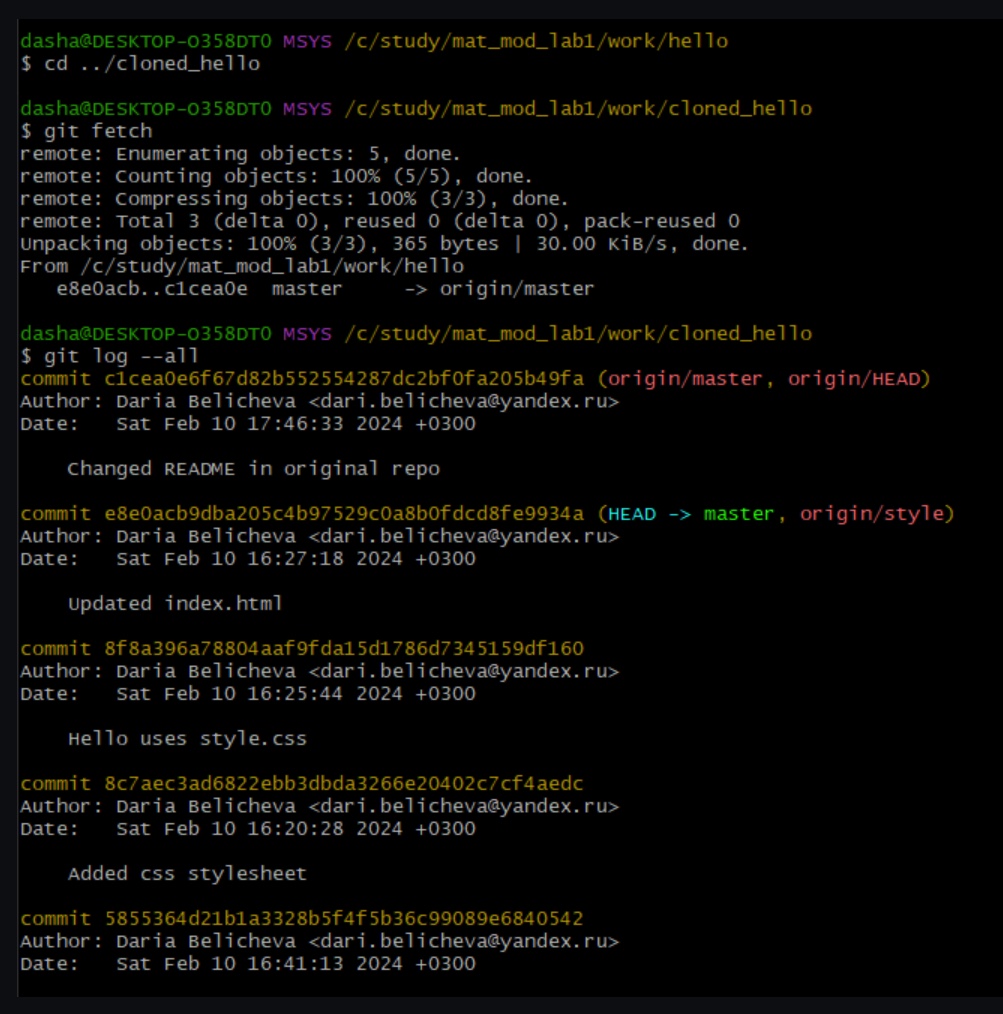 dasha@DESKTOP-O358DT0 MSYS /c/study/mat_mod_lab1/work/hello
$ cd ../cloned_hello
dasha@DESKTOP-O358DT0 MSYS /c/study/mat_mod_lab1/work/cloned_hello
$ git fetch
remote: Enumerating objects: 5, done.
remote: Counting objects: 100% (5/5), done.
remote: Compressing objects: 100% (3/3), done.
remote: Total 3 (delta 0), reused 0 (delta 0), pack-reused 0
Unpacking objects: 100% (3/3), 365 bytes | 30.00 KiB/s, done.
From /c/study/mat_mod_lab1/work/hello
   e8e0acb..c1cea0e  master     -> origin/master
dasha@DESKTOP-O358DT0 MSYS /c/study/mat_mod_lab1/work/cloned_hello
$ git log --all
commit c1cea0e6f67d82b552554287dc2bf0fa205b49fa (origin/master, origin/HEAD)
Author: Daria Belicheva <dari.belicheva@yandex.ru>
Date:   Sat Feb 10 17:46:33 2024 +0300
    Changed README in original repo
commit e8e0acb9dba205c4b97529c0a8b0fdcd8fe9934a (HEAD -> master, origin/style)
Author: Daria Belicheva <dari.belicheva@yandex.ru>
Date:   Sat Feb 10 16:27:18 2024 +0300
    Updated index.html
commit 8f8a396a78804aaf9fda15d1786d7345159df160
Author: Daria Belicheva <dari.belicheva@yandex.ru>
Date:   Sat Feb 10 16:25:44 2024 +0300
    Hello uses style.css
commit 8c7aec3ad6822ebb3dbda3266e20402c7cf4aedc
Author: Daria Belicheva <dari.belicheva@yandex.ru>
Date:   Sat Feb 10 16:20:28 2024 +0300
    Added css stylesheet
commit 5855364d21b1a3328b5f4f5b36c99089e6840542
Author: Daria Belicheva <dari.belicheva@yandex.ru>
Date:   Sat Feb 10 16:41:13 2024 +0300